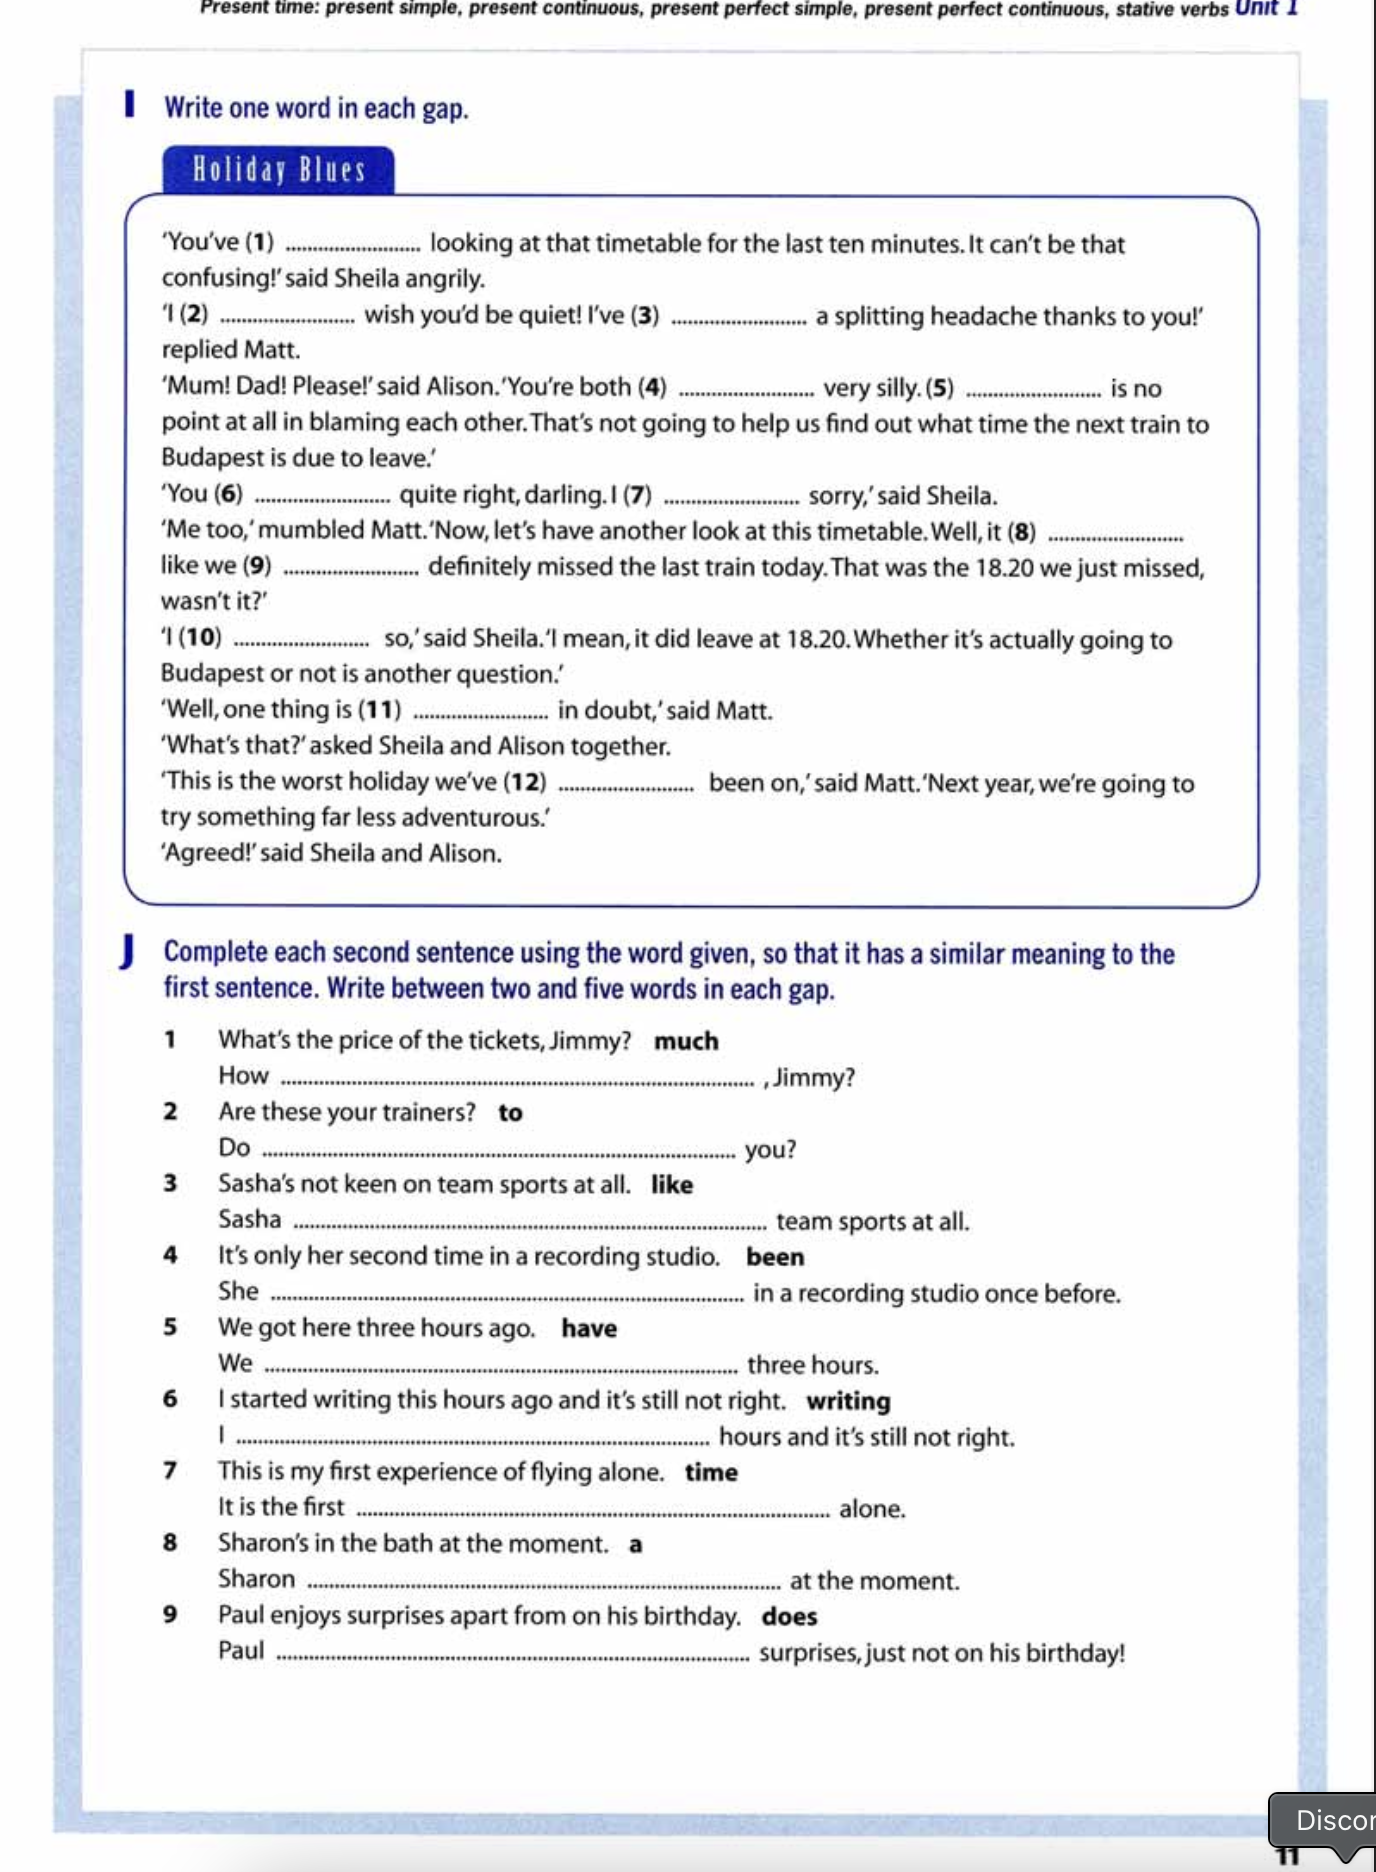 Present time: present simple, present continuous, present perfect simple, present perfect continuous, stative verbs Unit 1
I Write one word in each gap.
Holiday Blues
‘You’ve (1) ........................ looking at that timetable for the last ten minutes. It can’t be that
confusing!’ said Sheila angrily.
‘I (2) ........................ wish you’d be quiet! I’ve (3) ........................ a splitting headache thanks to you!’
replied Matt.
‘Mum! Dad! Please!’ said Alison. ‘You’re both (4) ........................ very silly. (5) ........................ is no
point at all in blaming each other. That’s not going to help us find out what time the next train to
Budapest is due to leave.’
‘You (6) ........................ quite right, darling. I (7) ........................ sorry,’ said Sheila.
‘Me too,’ mumbled Matt. ‘Now, let’s have another look at this timetable. Well, it (8) ........................
like we (9) ........................ definitely missed the last train today. That was the 18.20 we just missed,
wasn’t it?’
‘I (10) ........................ so,’ said Sheila. ‘I mean, it did leave at 18.20. Whether it’s actually going to
Budapest or not is another question.’
‘Well, one thing is (11) ........................ in doubt,’ said Matt.
‘What’s that?’ asked Sheila and Alison together.
‘This is the worst holiday we’ve (12) ........................ been on,’ said Matt. ‘Next year, we’re going to
try something far less adventurous.’
‘Agreed!’ said Sheila and Alison.
J Complete each second sentence using the word given, so that it has a similar meaning to the
first sentence. Write between two and five words in each gap.
1 What’s the price of the tickets, Jimmy? much
How ........................ , Jimmy?
2 Are these your trainers? to
Do ........................ you?
3 Sasha’s not keen on team sports at all. like
Sasha ........................ team sports at all.
4 It’s only her second time in a recording studio. been
She ........................ in a recording studio once before.
5 We got here three hours ago. have
We ........................ three hours.
6 I started writing this hours ago and it’s still not right. writing
I ........................ hours and it’s still not right.
7 This is my first experience of flying alone. time
It is the first ........................ alone.
8 Sharon’s in the bath at the moment. a
Sharon ........................ at the moment.
9 Paul enjoys surprises apart from on his birthday. does
Paul ........................ surprises, just not on his birthday!
Discor
11